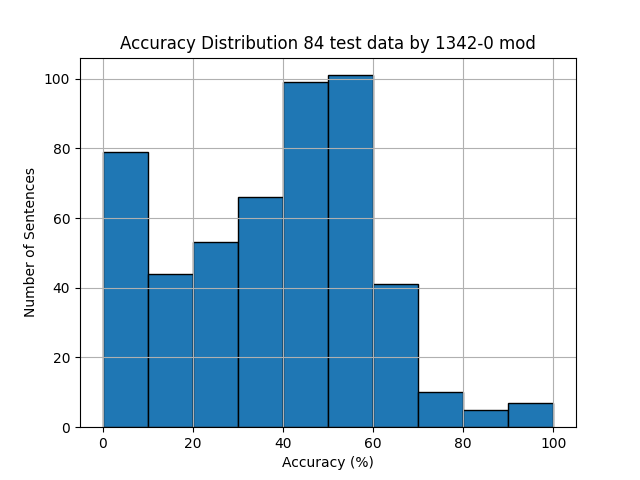 Accuracy Distribution 84 test data by 1342-0 mod
100
80
60
40
20
0
Number of Sentences
0 20 40 60 80 100
Accuracy (%)